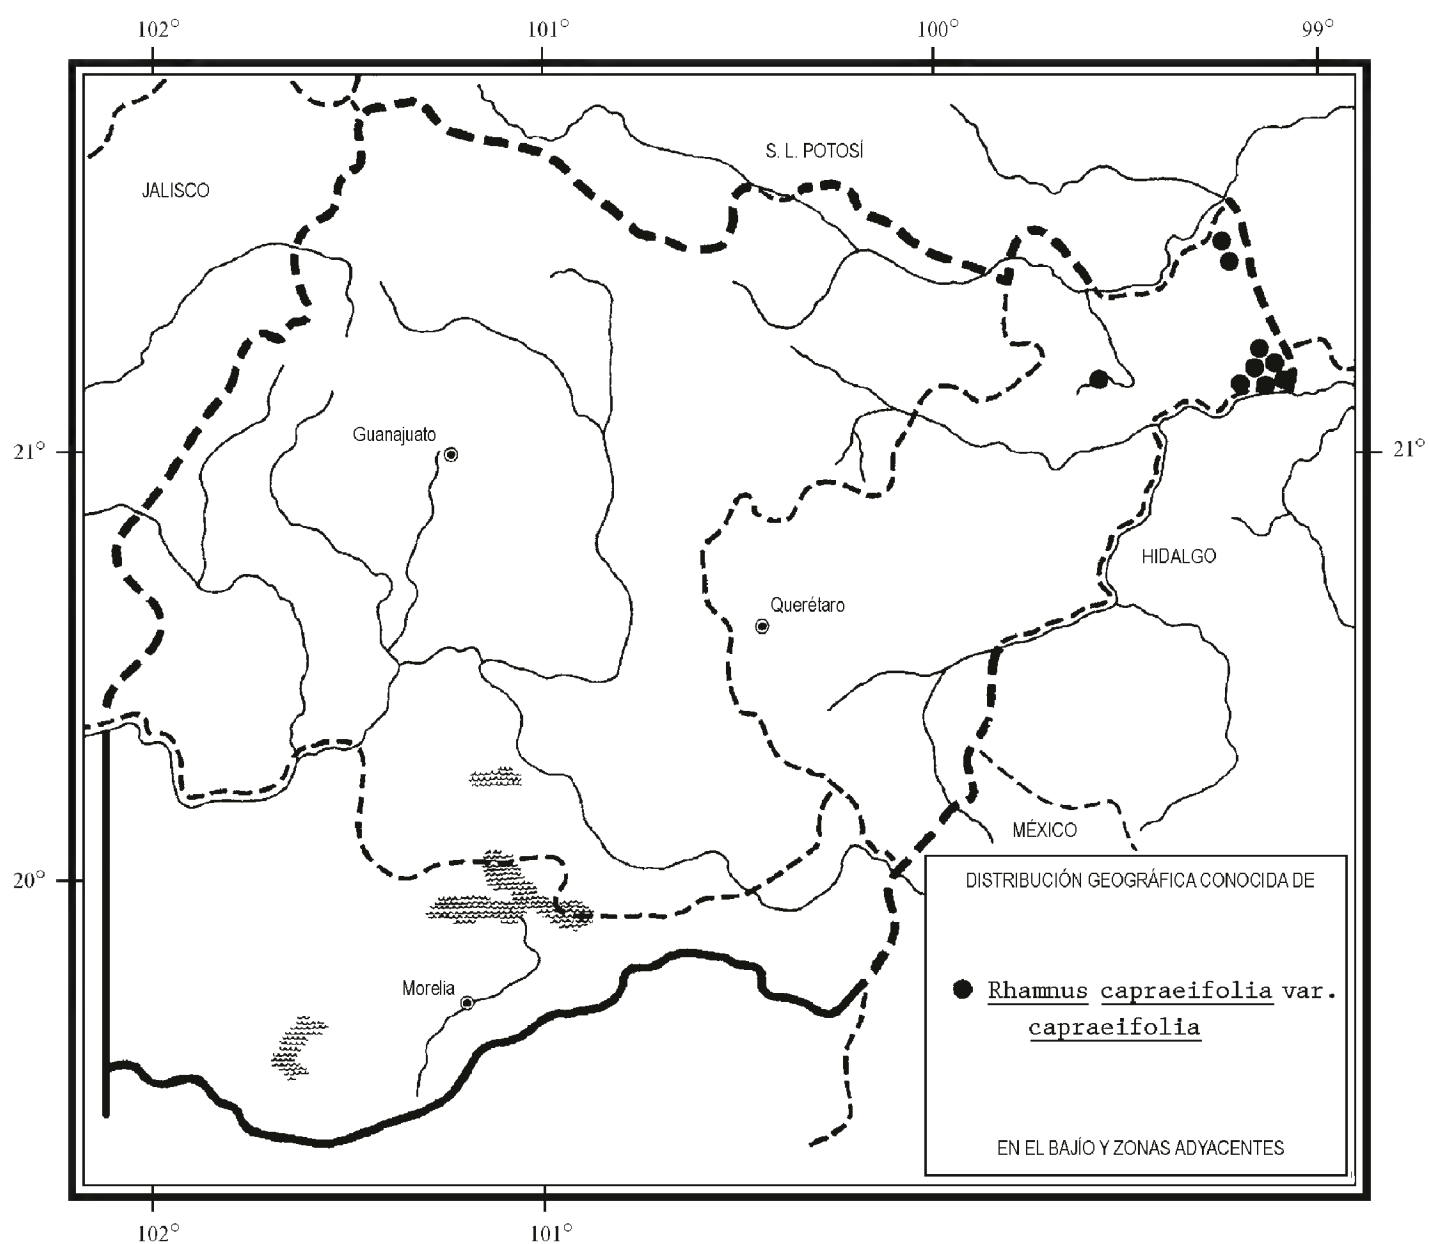 102°
101°
100°
99°
S. L. POTOSÍ
JALISCO
Guanajuato
21°
21°
HIDALGO
Querétaro
MÉXICO
20°
DISTRIBUCIÓN GEOGRÁFICA CONOCIDA DE
Morelia
Rhamnus capraeifolia var.
capraeifolia
EN EL BAJÍO Y ZONAS ADYACENTES
102°
101°